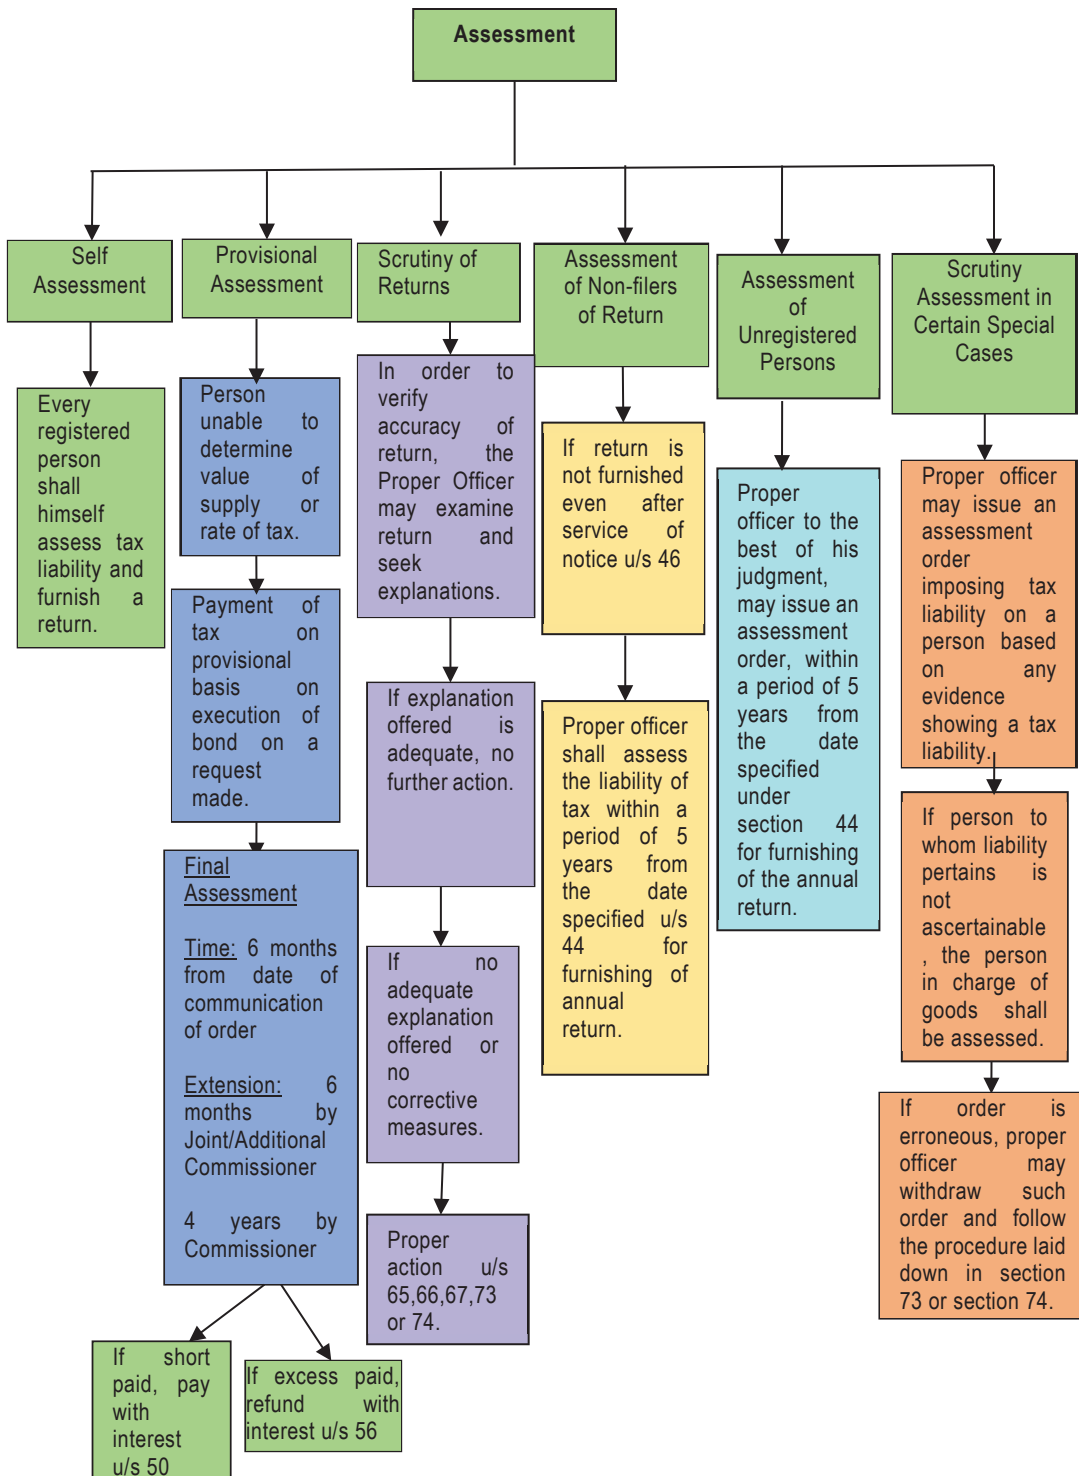 Assessment
Self
Assessment
Every
registered
person
shall
himself
assess tax
liability and
furnish a
return.
Provisional
Assessment
Person
unable to
determine
value of
supply or
rate of tax.
Payment of
tax on
provisional
basis on
execution of
bond on a
request
made.
Final
Assessment
Time: 6 months
from date of
communication
of order
Extension: 6
months by
Joint/Additional
Commissioner
4 years by
Commissioner
If short
paid, pay
with
interest
u/s 50
If excess paid,
refund with
interest u/s 56
Scrutiny of
Returns
In order to
verify
accuracy of
return, the
Proper Officer
may examine
return and
seek
explanations.
If explanation
offered is
adequate, no
further action.
If no
adequate
explanation
offered or
no
corrective
measures.
Proper
action u/s
65,66,67,73
or 74.
Assessment
of Non-filers
of Return
If return is
not furnished
even after
service of
notice u/s 46
Proper officer
shall assess
the liability of
tax within a
period of 5
years from
the date
specified u/s
44 for
furnishing of
annual
return.
Assessment
of
Unregistered
Persons
Proper
officer to the
best of his
judgment,
may issue an
assessment
order, within
a period of 5
years from
the date
specified
under
section 44
for furnishing
of the annual
return.
Scrutiny
Assessment in
Certain Special
Cases
Proper officer
may issue an
assessment
order
imposing tax
liability on a
person based
on any
evidence
showing a tax
liability.
If person to
whom liability
pertains is
not
ascertainable
, the person
in charge of
goods shall
be assessed.
If order is
erroneous, proper
officer may
withdraw such
order and follow
the procedure laid
down in section
73 or section 74.